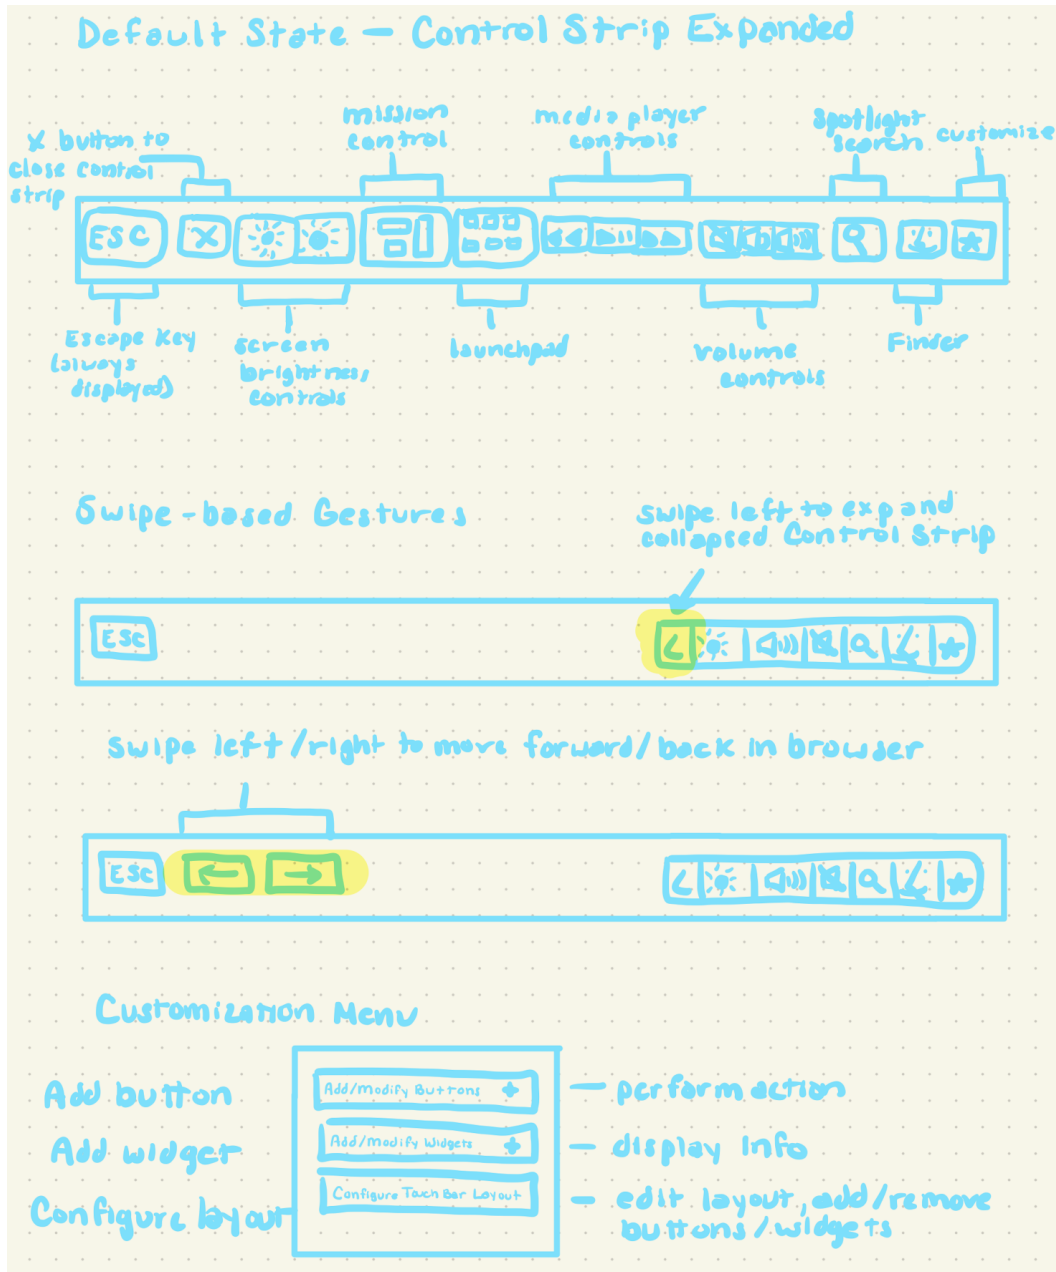 Default State — Control Strip Expanded
X button to
close control
strip
mission
control
media player
controls
spotlight
search
customize
ESC
X
Escape Key
(always
displayed)
screen
brightness
controls
launchpad
volume
controls
Finder
Swipe-based Gestures
swipe left to expand
collapsed Control Strip
ESC
swipe left/right to move forward/back in browser
ESC
Customization Menu
Add button
Add/Modify Buttons +
— perform action
Add widget
Add/Modify Widgets +
— display info
Configure layout
Configure Touch Bar Layout
— edit layout, add/remove
buttons/widgets